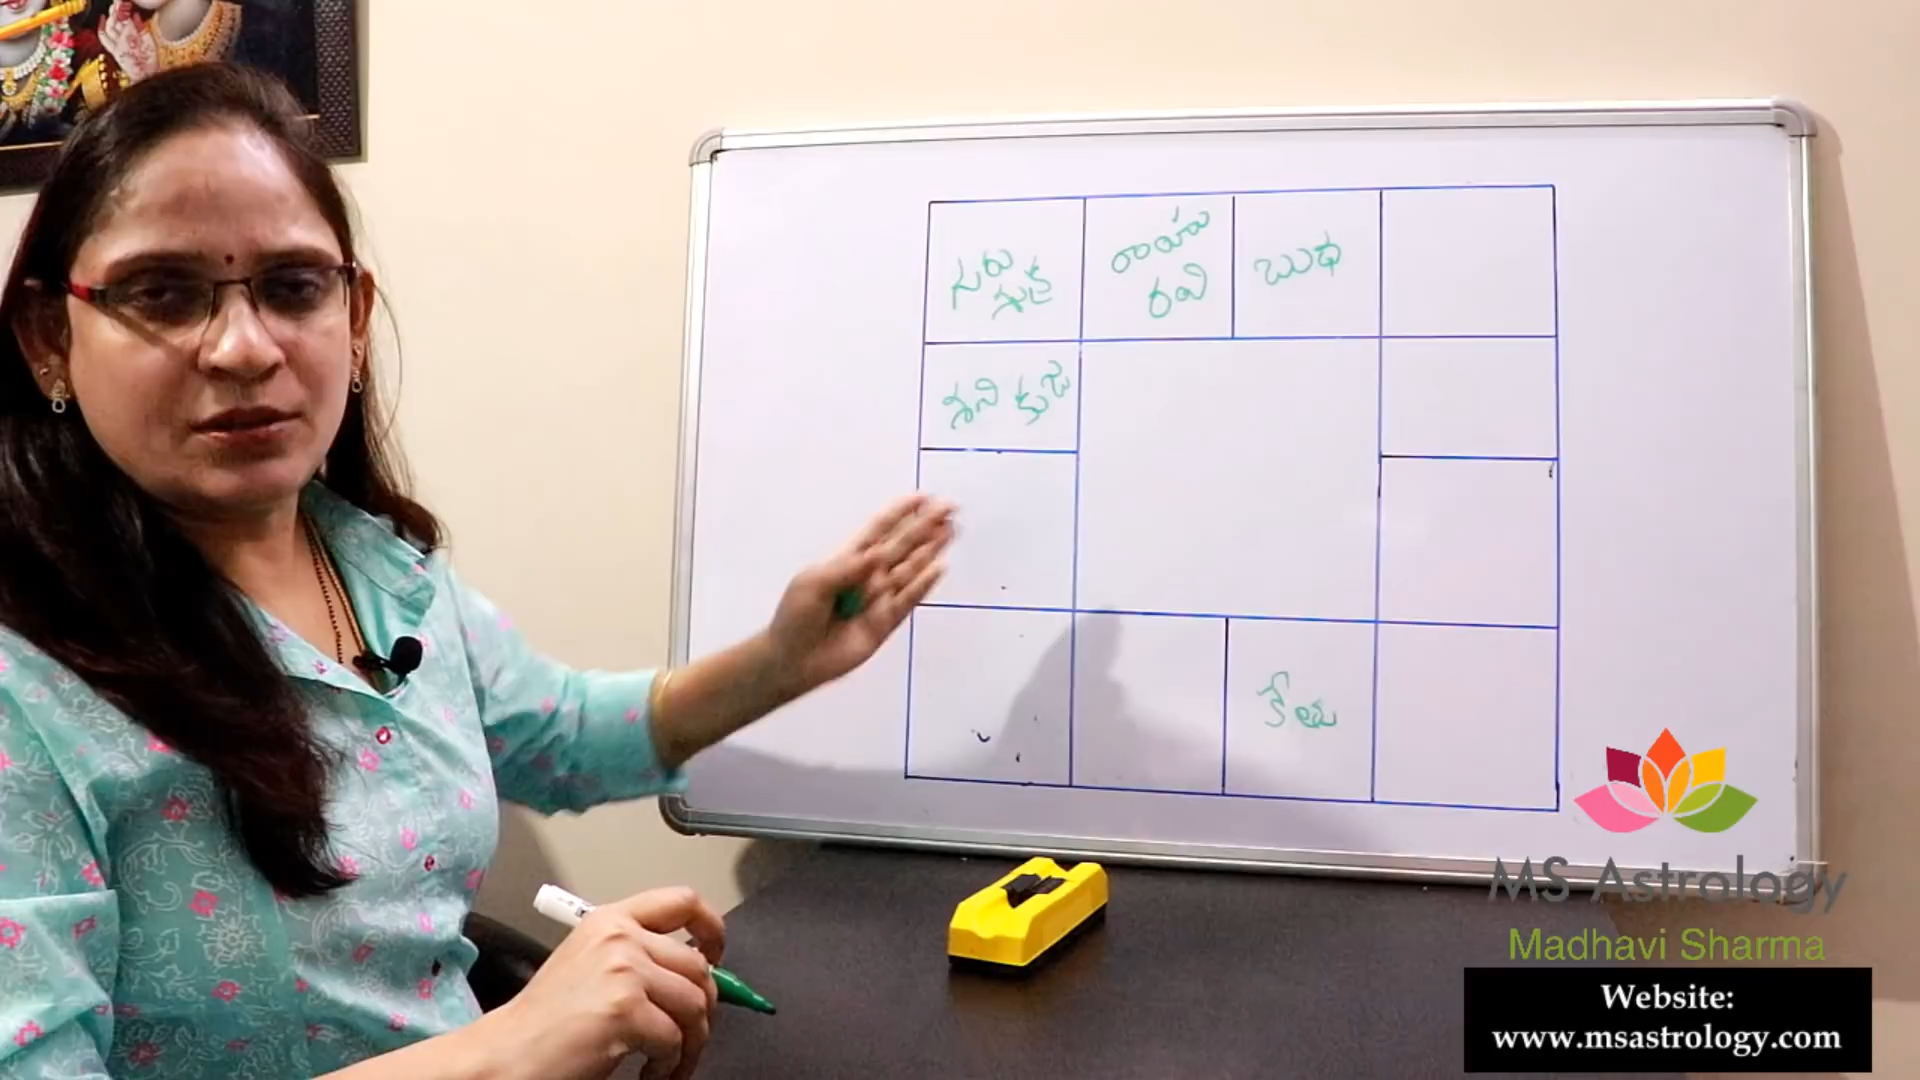 గురు
శుక్ర
రాహు
రవి
బుధ
శని కుజ
కేతు
MS Astrology
Madhavi Sharma
Website:
www.msastrology.com